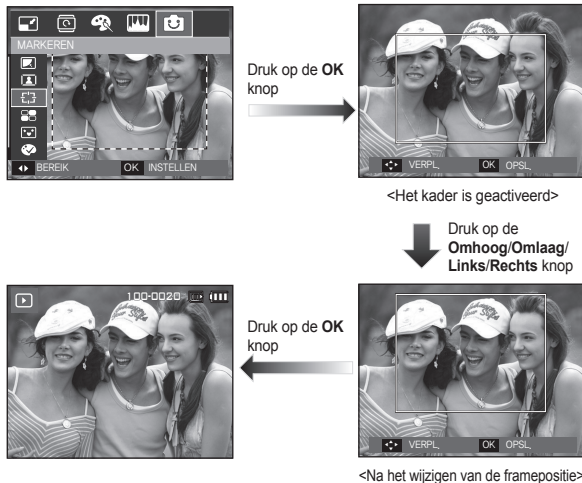 MARKEREN
BEREIK
OK INSTELLEN
Druk op de OK
knop
VERPL.
OK OPSL.
<Het kader is geactiveerd>
Druk op de
Omhoog/Omlaag/
Links/Rechts knop
VERPL.
OK OPSL.
<Na het wijzigen van de framepositie>
Druk op de OK
knop
100-0020